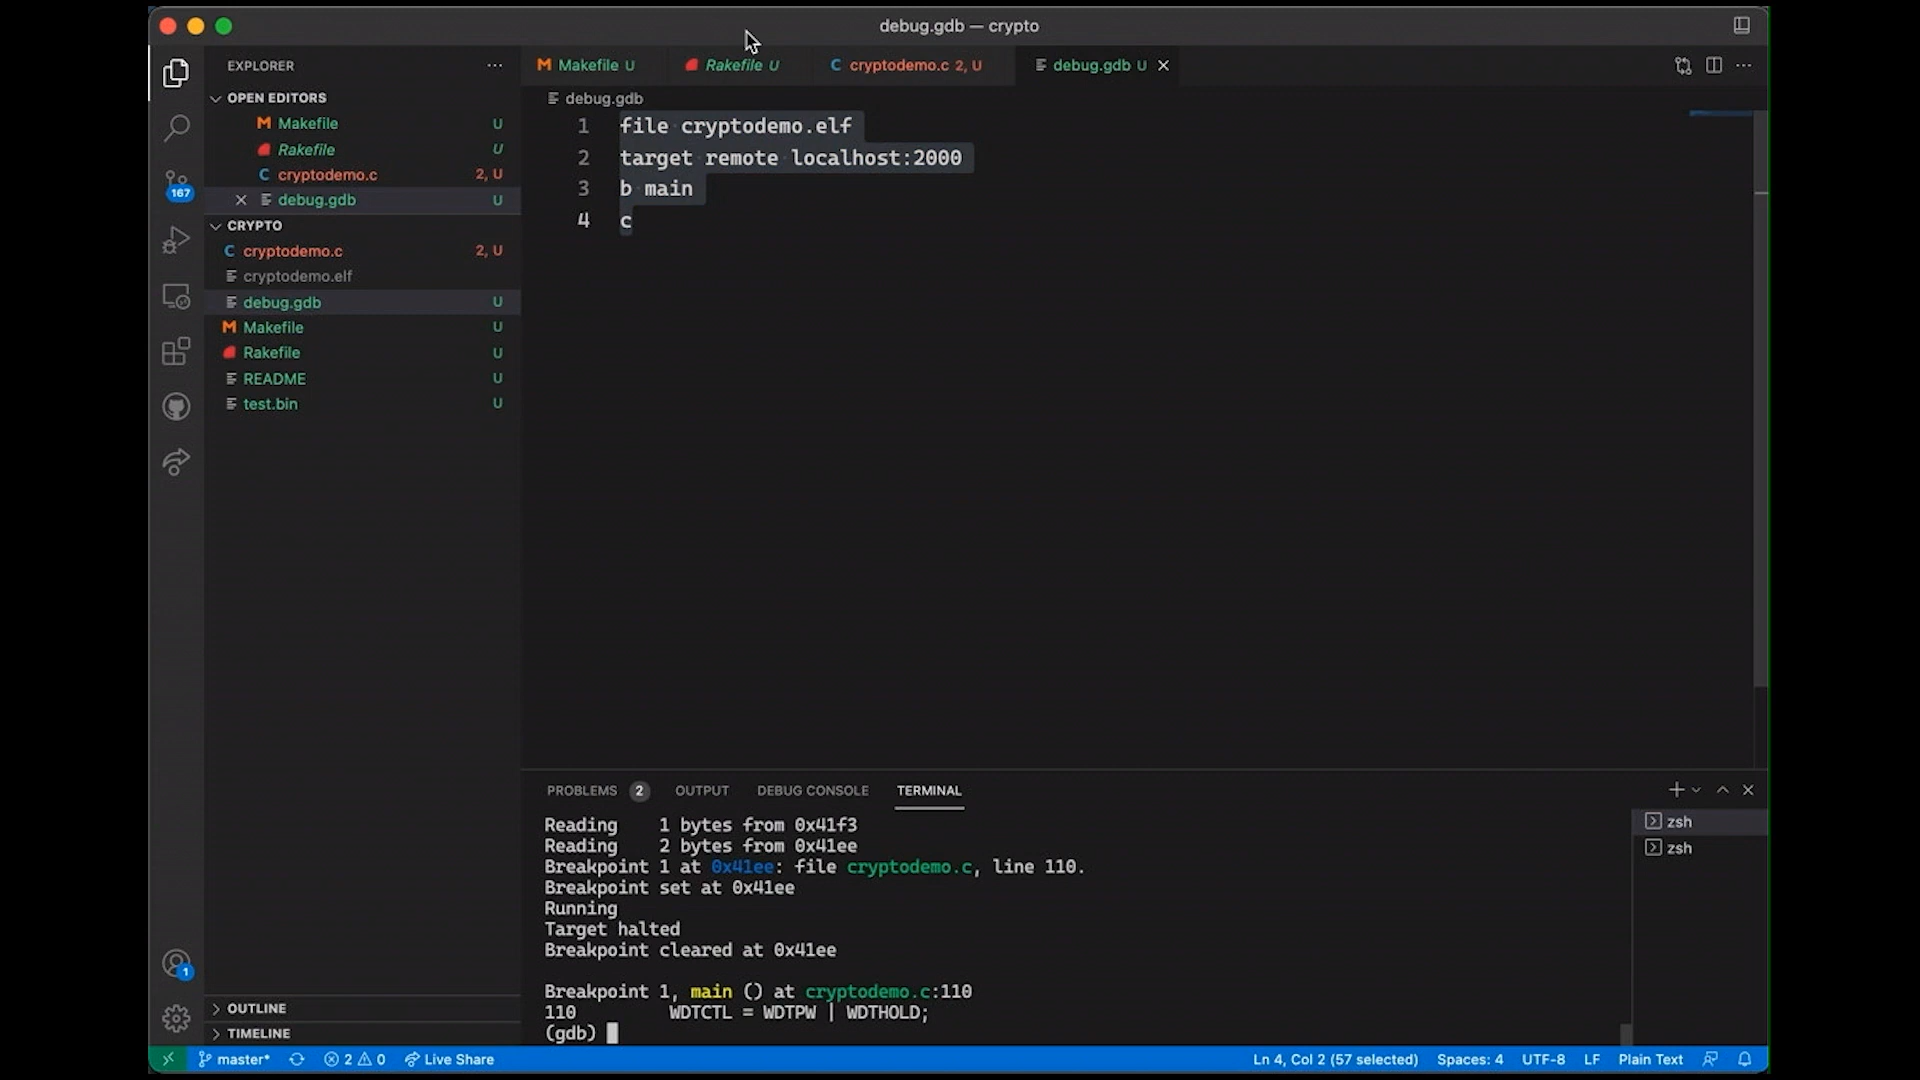 debug.gdb — crypto
EXPLORER
Makefile U
Rakefile U
cryptodemo.c 2, U
debug.gdb U
OPEN EDITORS
debug.gdb
Makefile U
Rakefile U
cryptodemo.c 2, U
debug.gdb U
CRYPTO
cryptodemo.c 2, U
cryptodemo.elf
debug.gdb U
Makefile U
Rakefile U
README U
test.bin U
167
1
OUTLINE
TIMELINE
1 file cryptodemo.elf
2 target remote localhost:2000
3 b main
4 c
PROBLEMS 2 OUTPUT DEBUG CONSOLE TERMINAL
Reading 1 bytes from 0x41f3
Reading 2 bytes from 0x41ee
Breakpoint 1 at 0x41ee: file cryptodemo.c, line 110.
Breakpoint set at 0x41ee
Running
Target halted
Breakpoint cleared at 0x41ee
Breakpoint 1, main () at cryptodemo.c:110
110 WDTCTL = WDTPW | WDTHOLD;
(gdb)
zsh
zsh
master* 2 0 Live Share
Ln 4, Col 2 (57 selected) Spaces: 4 UTF-8 LF Plain Text